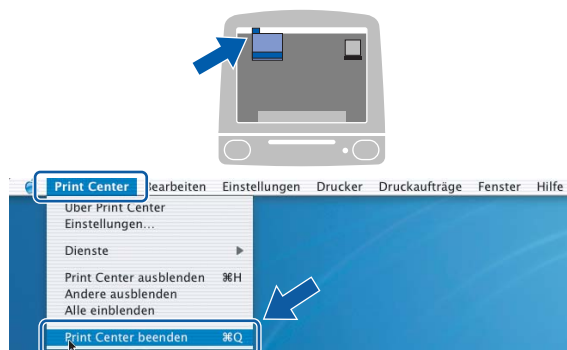 Print Center Bearbeiten Einstellungen Drucker Druckaufträge Fenster Hilfe
Über Print Center
Einstellungen...
Dienste
Print Center ausblenden ⌘H
Andere ausblenden
Alle einblenden
Print Center beenden ⌘Q